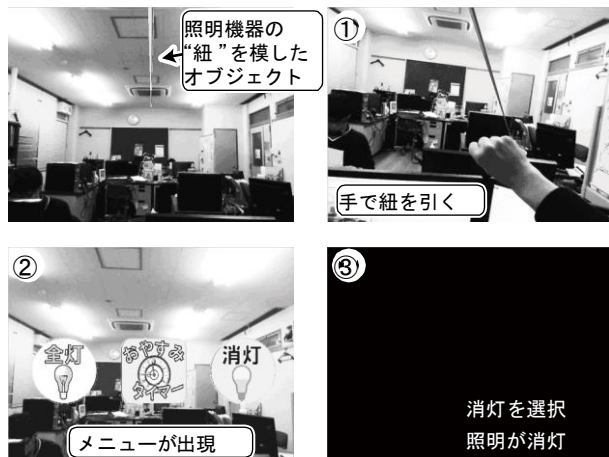 照明機器の
“紐”を模した
オブジェクト
①
手で紐を引く
②
全灯
おやすみ
タイマー
消灯
メニューが出現
③
消灯を選択
照明が消灯